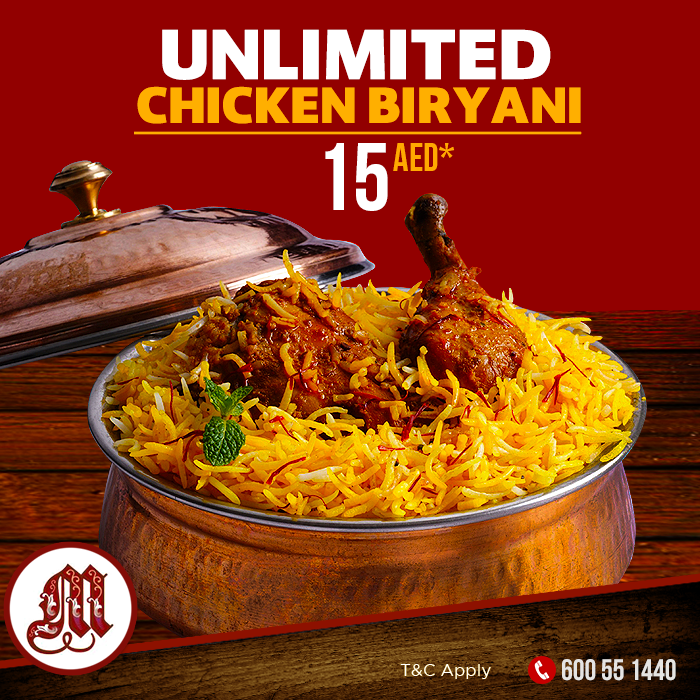 UNLIMITED
CHICKEN BIRYANI
15 AED*
M
T&C Apply
600 55 1440